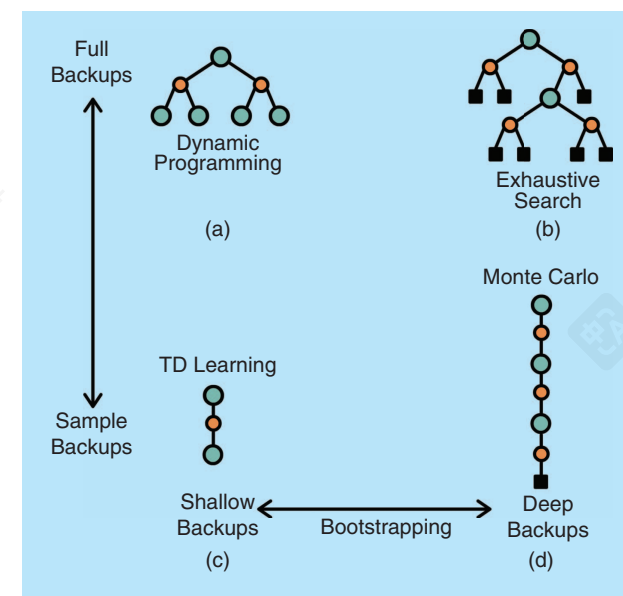 Full
Backups
Dynamic
Programming
(a)
Exhaustive
Search
(b)
Monte Carlo
TD Learning
Sample
Backups
Shallow
Backups
Bootstrapping
Deep
Backups
(c)
(d)